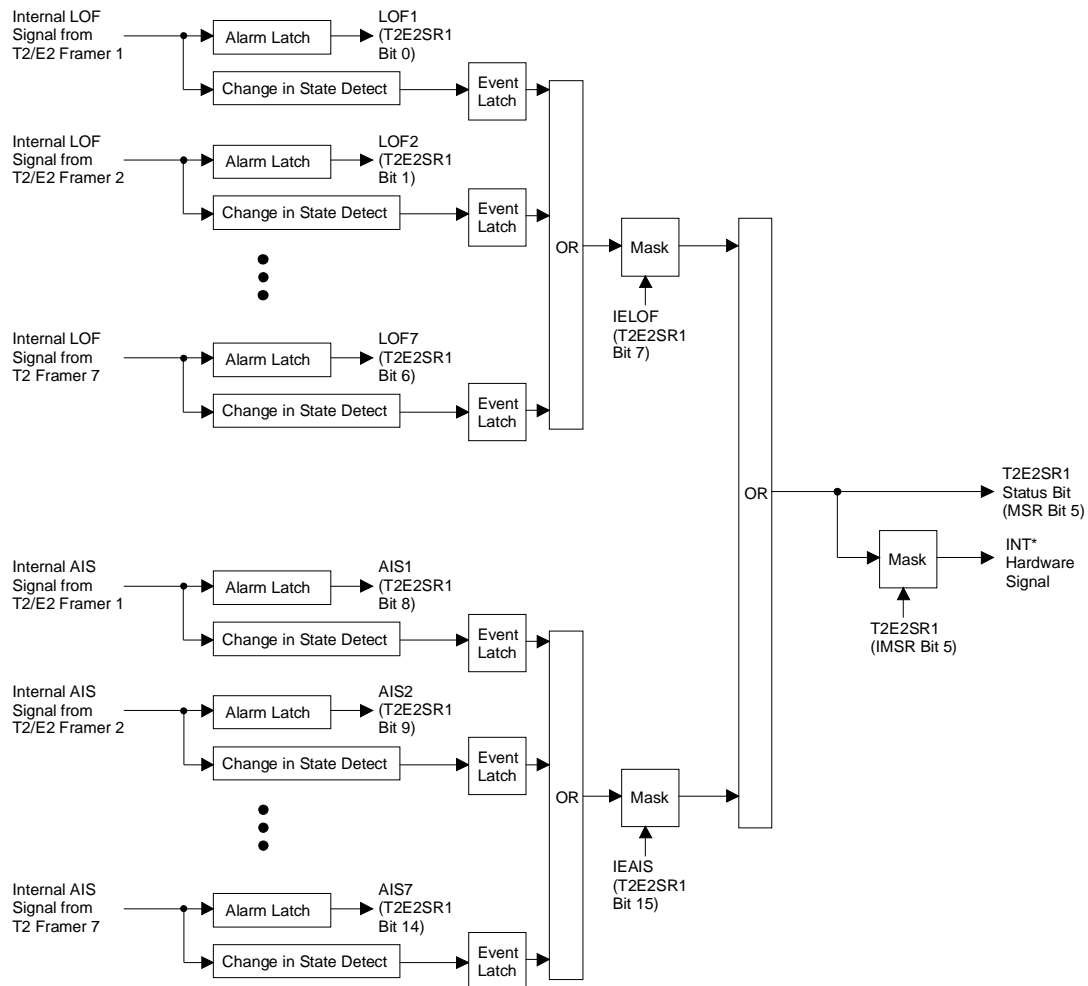 Internal LOF
Signal from
T2/E2 Framer 1
Alarm Latch
LOF1
(T2E2SR1
Bit 0)
Change in State Detect
Event
Latch
Internal LOF
Signal from
T2/E2 Framer 2
Alarm Latch
LOF2
(T2E2SR1
Bit 1)
Change in State Detect
Event
Latch
OR
Mask
IELOF
(T2E2SR1
Bit 7)
Internal LOF
Signal from
T2 Framer 7
Alarm Latch
LOF7
(T2E2SR1
Bit 6)
Change in State Detect
Event
Latch
OR
T2E2SR1
Status Bit
(MSR Bit 5)
Mask
INT*
Hardware
Signal
T2E2SR1
(IMSR Bit 5)
Internal AIS
Signal from
T2/E2 Framer 1
Alarm Latch
AIS1
(T2E2SR1
Bit 8)
Change in State Detect
Event
Latch
Internal AIS
Signal from
T2/E2 Framer 2
Alarm Latch
AIS2
(T2E2SR1
Bit 9)
Change in State Detect
Event
Latch
OR
Mask
IEAIS
(T2E2SR1
Bit 15)
Internal AIS
Signal from
T2 Framer 7
Alarm Latch
AIS7
(T2E2SR1
Bit 14)
Change in State Detect
Event
Latch